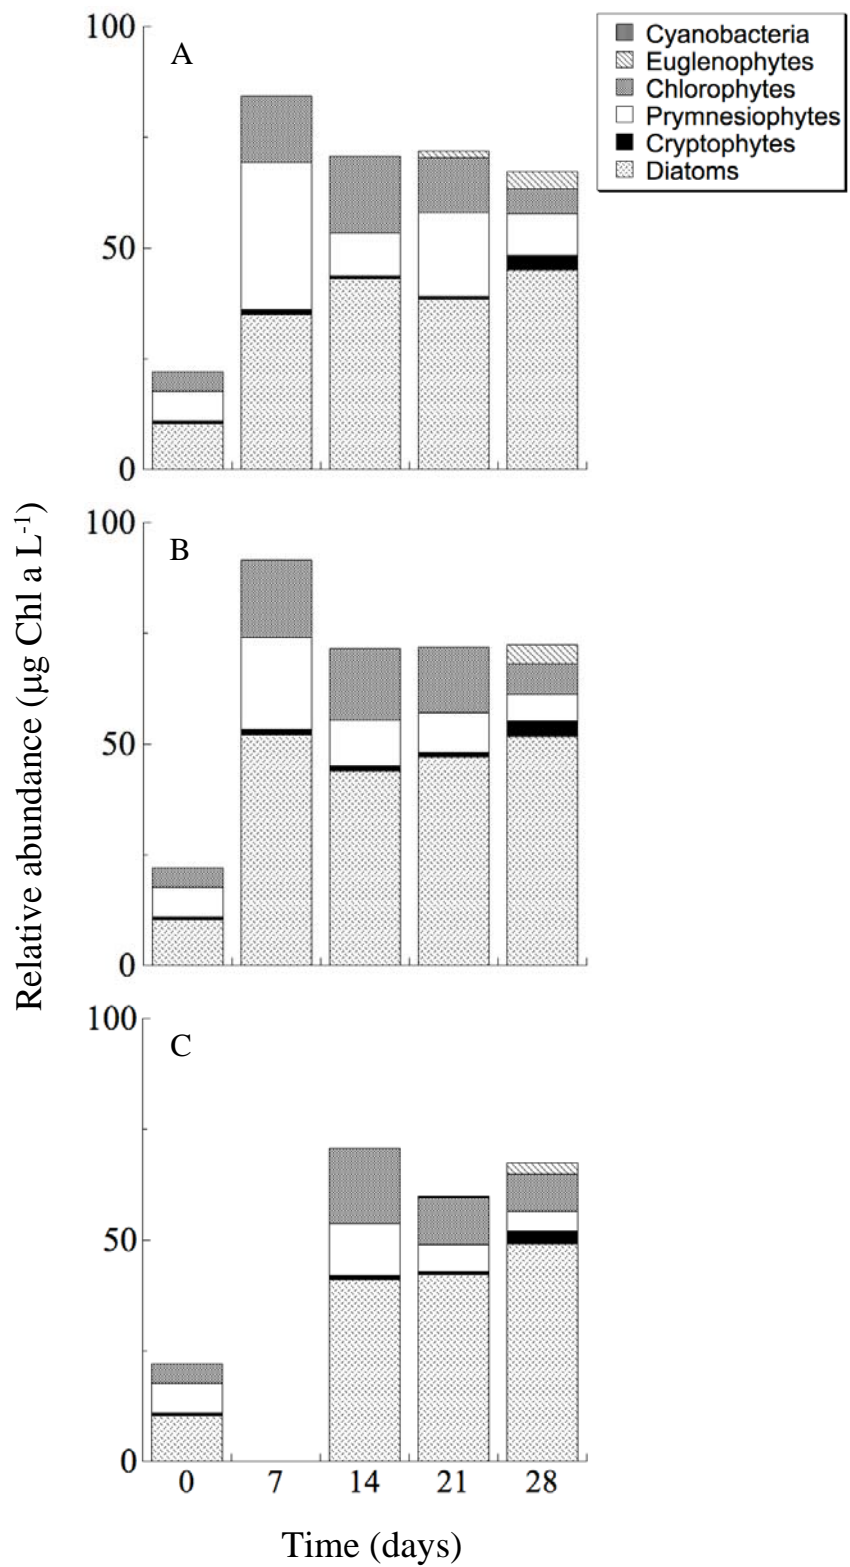 100
A
50
0
Cyanobacteria
Euglenophytes
Chlorophytes
Prymnesiophytes
Cryptophytes
Diatoms
Relative abundance (µg Chl a L-1)
100
B
50
0
100
C
50
0
0 7 14 21 28
Time (days)